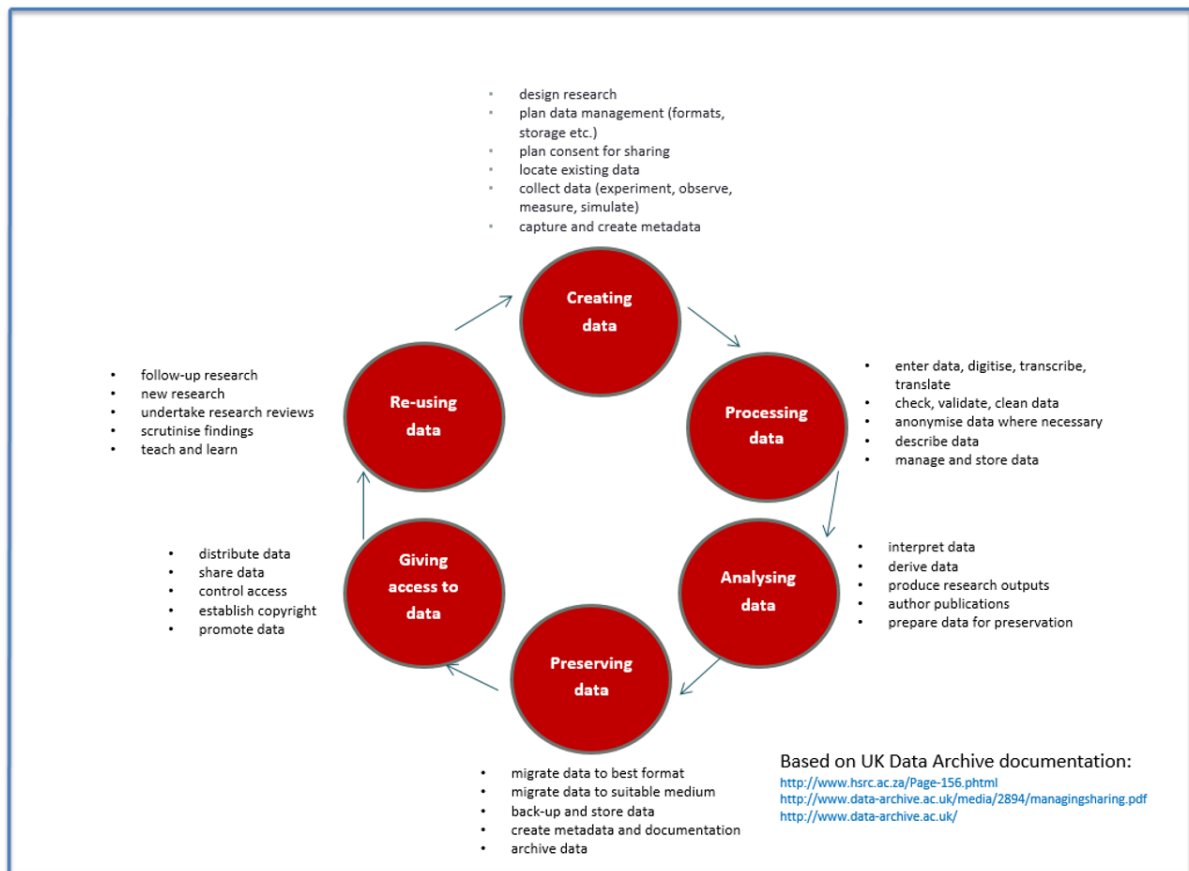 ▪ design research
▪ plan data management (formats,
storage etc.)
▪ plan consent for sharing
▪ locate existing data
▪ collect data (experiment, observe,
measure, simulate)
▪ capture and create metadata
Creating
data
Processing
data
• enter data, digitise, transcribe,
translate
• check, validate, clean data
• anonymise data where necessary
• describe data
• manage and store data
Analysing
data
• interpret data
• derive data
• produce research outputs
• author publications
• prepare data for preservation
Preserving
data
• migrate data to best format
• migrate data to suitable medium
• back-up and store data
• create metadata and documentation
• archive data
Giving
access to
data
• distribute data
• share data
• control access
• establish copyright
• promote data
Re-using
data
• follow-up research
• new research
• undertake research reviews
• scrutinise findings
• teach and learn
Based on UK Data Archive documentation:
http://www.hsrc.ac.za/Page-156.phtml
http://www.data-archive.ac.uk/media/2894/managingsharing.pdf
http://www.data-archive.ac.uk/